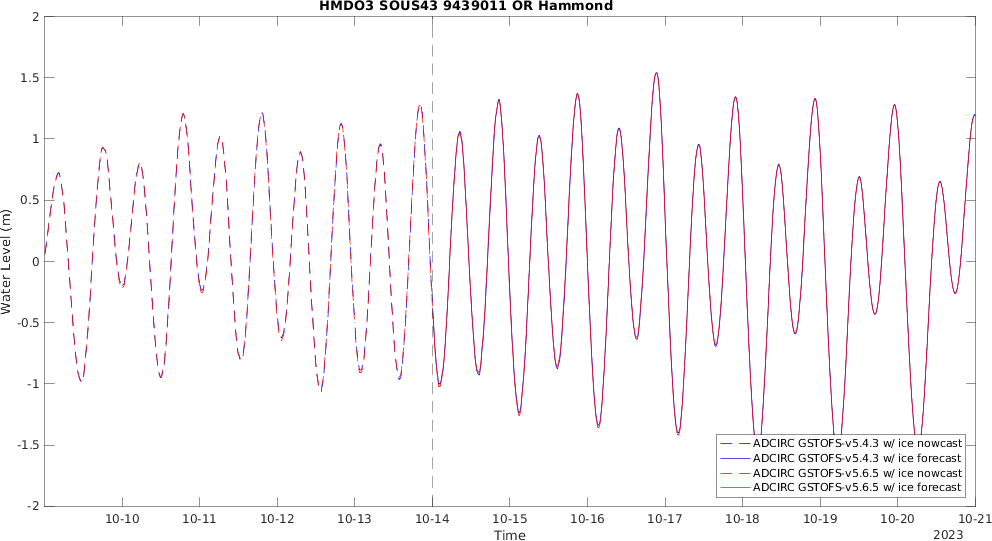 HMDO3 SOUS43 9439011 OR Hammond
2
1.5
1
0.5
0
-0.5
-1
-1.5
-2
Water Level (m)
ADCIRC GSTOFS-v5.4.3 w/ ice nowcast
ADCIRC GSTOFS-v5.4.3 w/ ice forecast
ADCIRC GSTOFS-v5.6.5 w/ ice nowcast
ADCIRC GSTOFS-v5.6.5 w/ ice forecast
10-10 10-11 10-12 10-13 10-14 10-15 10-16 10-17 10-18 10-19 10-20 10-21
Time
2023